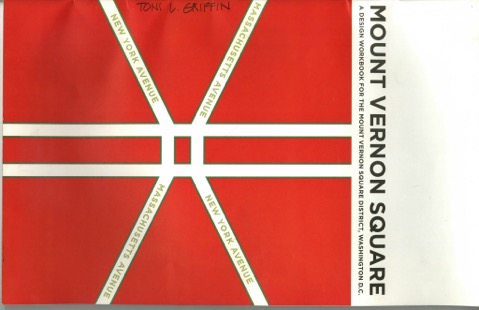 TONI L. GRIFFIN
NEW YORK AVENUE
MASSACHUSETTS AVENUE
MASSACHUSETTS AVENUE
NEW YORK AVENUE
MOUNT VERNON SQUARE
A DESIGN WORKBOOK FOR THE MOUNT VERNON SQUARE DISTRICT, WASHINGTON D.C.